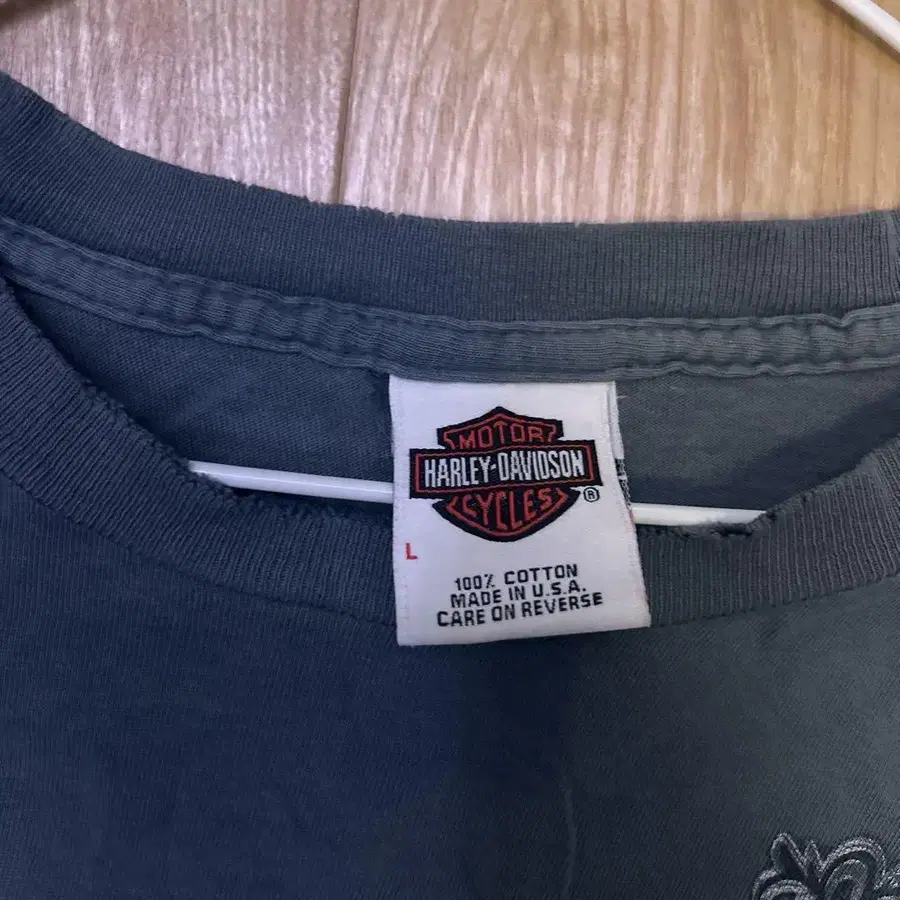 MOTOR
HARLEY-DAVIDSON
CYCLES
®
L
100% COTTON
MADE IN U.S.A.
CARE ON REVERSE